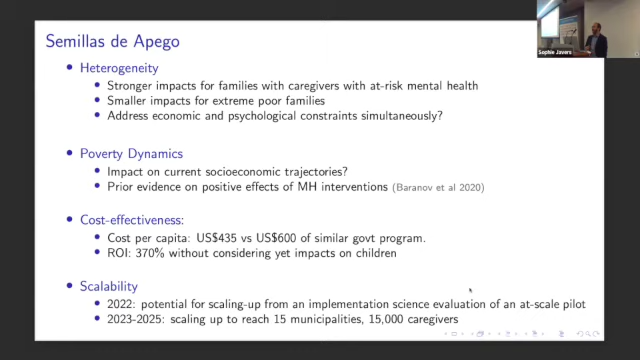 Semillas de Apego
Heterogeneity
Stronger impacts for families with caregivers with at-risk mental health
Smaller impacts for extreme poor families
Address economic and psychological constraints simultaneously?
Poverty Dynamics
Impact on current socioeconomic trajectories?
Prior evidence on positive effects of MH interventions (Baranov et al 2020)
Cost-effectiveness:
Cost per capita: US$435 vs US$600 of similar govt program.
ROI: 370% without considering yet impacts on children
Scalability
2022: potential for scaling-up from an implementation science evaluation of an at-scale pilot
2023-2025: scaling up to reach 15 municipalities, 15,000 caregivers
Sophie Javers